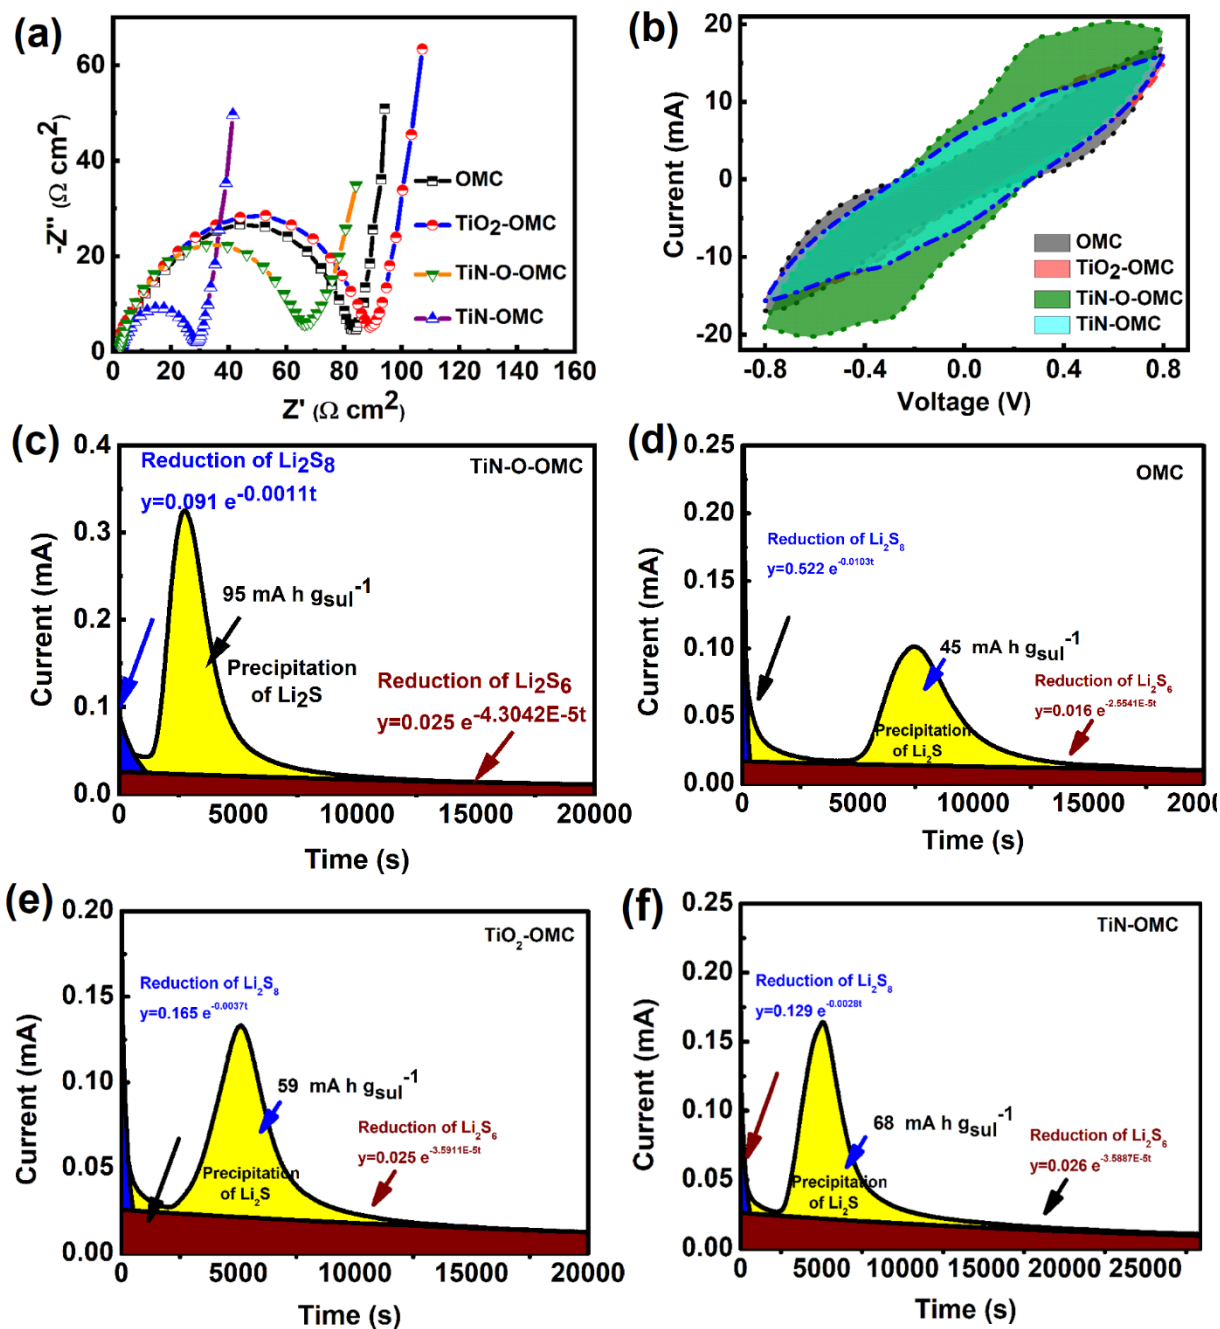 (a)
60
40
20
0
-Z'' (Ω cm²)
0 20 40 60 80 100 120 140 160
Z' (Ω cm²)
OMC
TiO₂-OMC
TiN-O-OMC
TiN-OMC
(b)
20
10
0
-10
-20
Current (mA)
-0.8 -0.4 0.0 0.4 0.8
Voltage (V)
OMC
TiO₂-OMC
TiN-O-OMC
TiN-OMC
(c)
0.4
0.3
0.2
0.1
0.0
Current (mA)
Reduction of Li₂S₈
y=0.091 e^-0.0011t
TiN-O-OMC
95 mA h gsul⁻¹
Precipitation
of Li₂S
Reduction of Li₂S₆
y=0.025 e^-4.3042E-5t
0 5000 10000 15000 20000
Time (s)
(d)
0.25
0.20
0.15
0.10
0.05
0.00
Current (mA)
OMC
Reduction of Li₂S₈
y=0.522 e^-0.0103t
45 mA h gsul⁻¹
Precipitation
of Li₂S
Reduction of Li₂S₆
y=0.016 e^-2.5541E-5t
0 5000 10000 15000 20000
Time (s)
(e)
0.20
0.15
0.10
0.05
0.00
Current (mA)
TiO₂-OMC
Reduction of Li₂S₈
y=0.165 e^-0.0037t
59 mA h gsul⁻¹
Precipitation
of Li₂S
Reduction of Li₂S₆
y=0.025 e^-3.5911E-5t
0 5000 10000 15000 20000
Time (s)
(f)
0.25
0.20
0.15
0.10
0.05
0.00
Current (mA)
TiN-OMC
Reduction of Li₂S₈
y=0.129 e^-0.0028t
68 mA h gsul⁻¹
Precipitation
of Li₂S
Reduction of Li₂S₆
y=0.026 e^-3.5887E-5t
0 5000 10000 15000 20000 25000
Time (s)